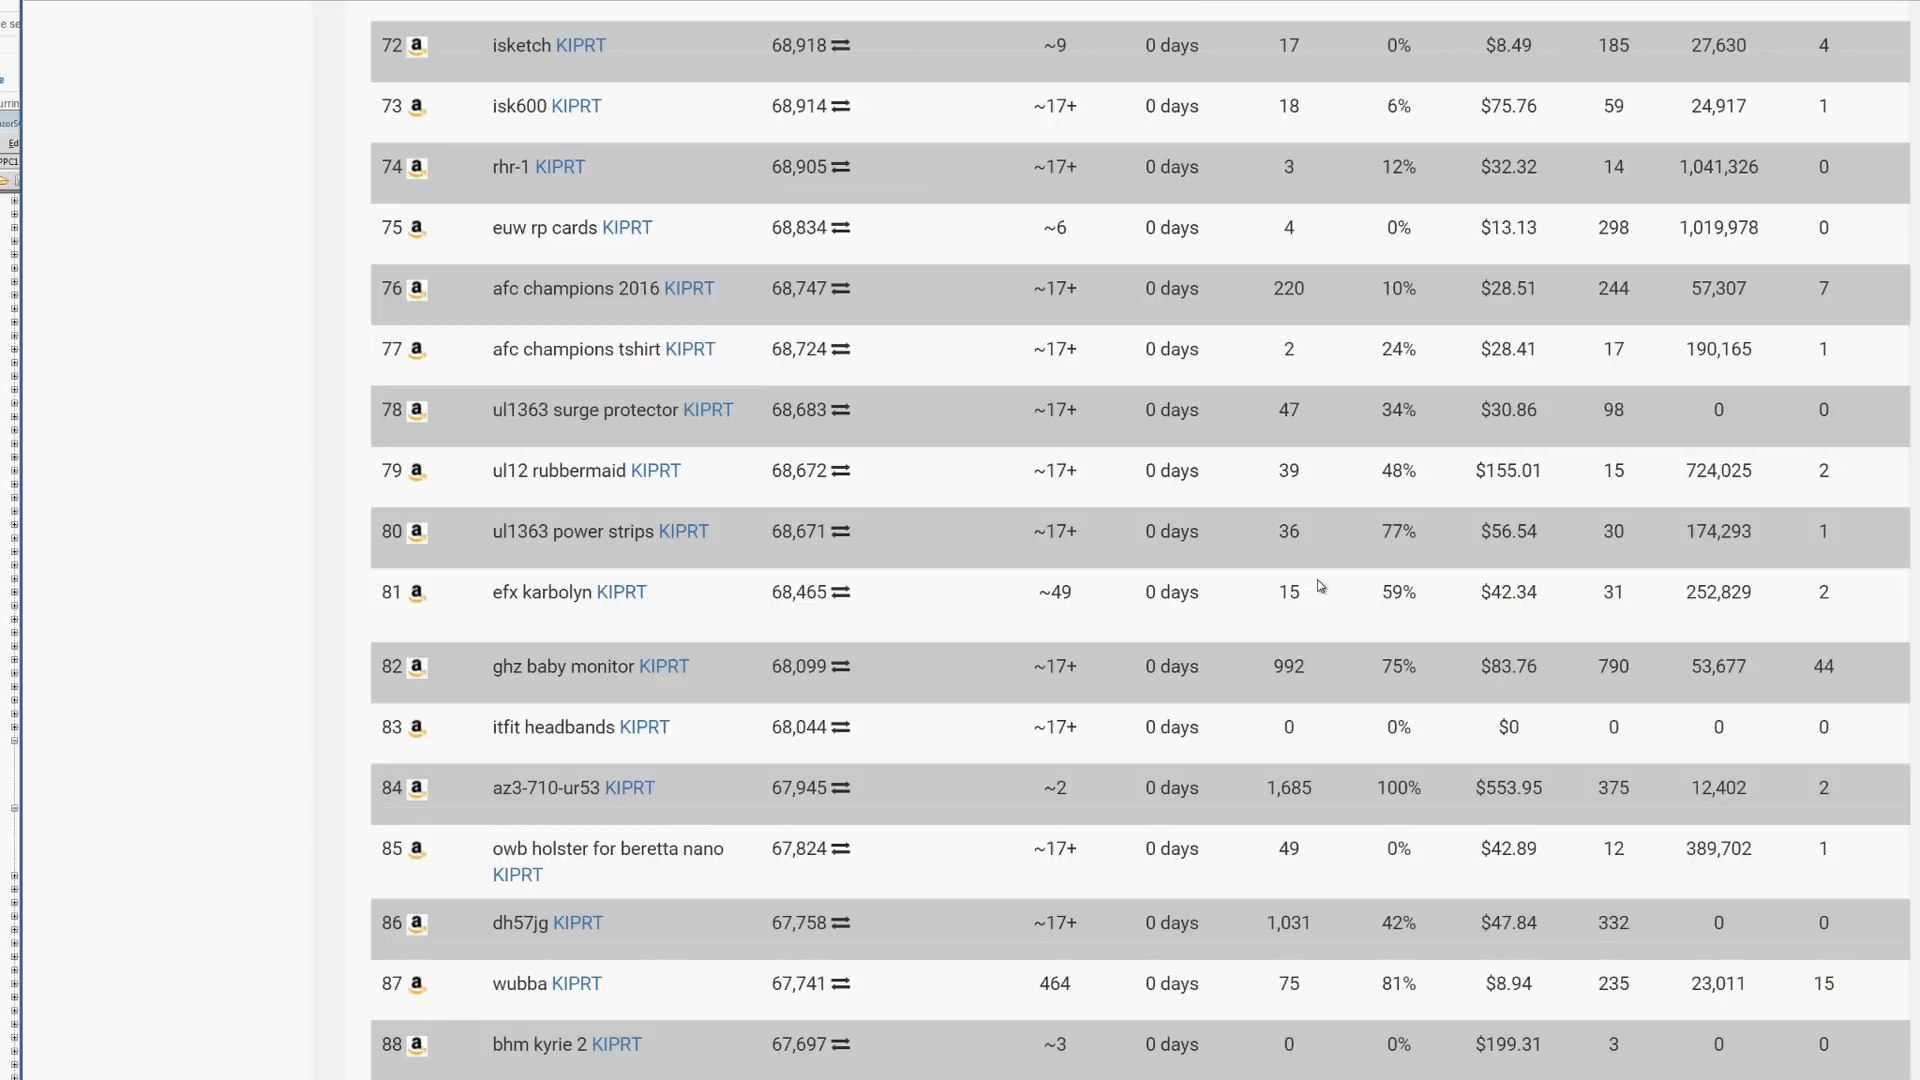 e se
72 a isketch KIPRT 68,918 ~9 0 days 17 0% $8.49 185 27,630 4
e
urrin
73 a isk600 KIPRT 68,914 ~17+ 0 days 18 6% $75.76 59 24,917 1
Ed
PPC1
74 a rhr-1 KIPRT 68,905 ~17+ 0 days 3 12% $32.32 14 1,041,326 0
75 a euw rp cards KIPRT 68,834 ~6 0 days 4 0% $13.13 298 1,019,978 0
76 a afc champions 2016 KIPRT 68,747 ~17+ 0 days 220 10% $28.51 244 57,307 7
77 a afc champions tshirt KIPRT 68,724 ~17+ 0 days 2 24% $28.41 17 190,165 1
78 a ul1363 surge protector KIPRT 68,683 ~17+ 0 days 47 34% $30.86 98 0 0
79 a ul12 rubbermaid KIPRT 68,672 ~17+ 0 days 39 48% $155.01 15 724,025 2
80 a ul1363 power strips KIPRT 68,671 ~17+ 0 days 36 77% $56.54 30 174,293 1
81 a efx karbolyn KIPRT 68,465 ~49 0 days 15 59% $42.34 31 252,829 2
82 a ghz baby monitor KIPRT 68,099 ~17+ 0 days 992 75% $83.76 790 53,677 44
83 a itfit headbands KIPRT 68,044 ~17+ 0 days 0 0% $0 0 0 0
84 a az3-710-ur53 KIPRT 67,945 ~2 0 days 1,685 100% $553.95 375 12,402 2
85 a owb holster for beretta nano 67,824 ~17+ 0 days 49 0% $42.89 12 389,702 1
KIPRT
86 a dh57jg KIPRT 67,758 ~17+ 0 days 1,031 42% $47.84 332 0 0
87 a wubba KIPRT 67,741 464 0 days 75 81% $8.94 235 23,011 15
88 a bhm kyrie 2 KIPRT 67,697 ~3 0 days 0 0% $199.31 3 0 0